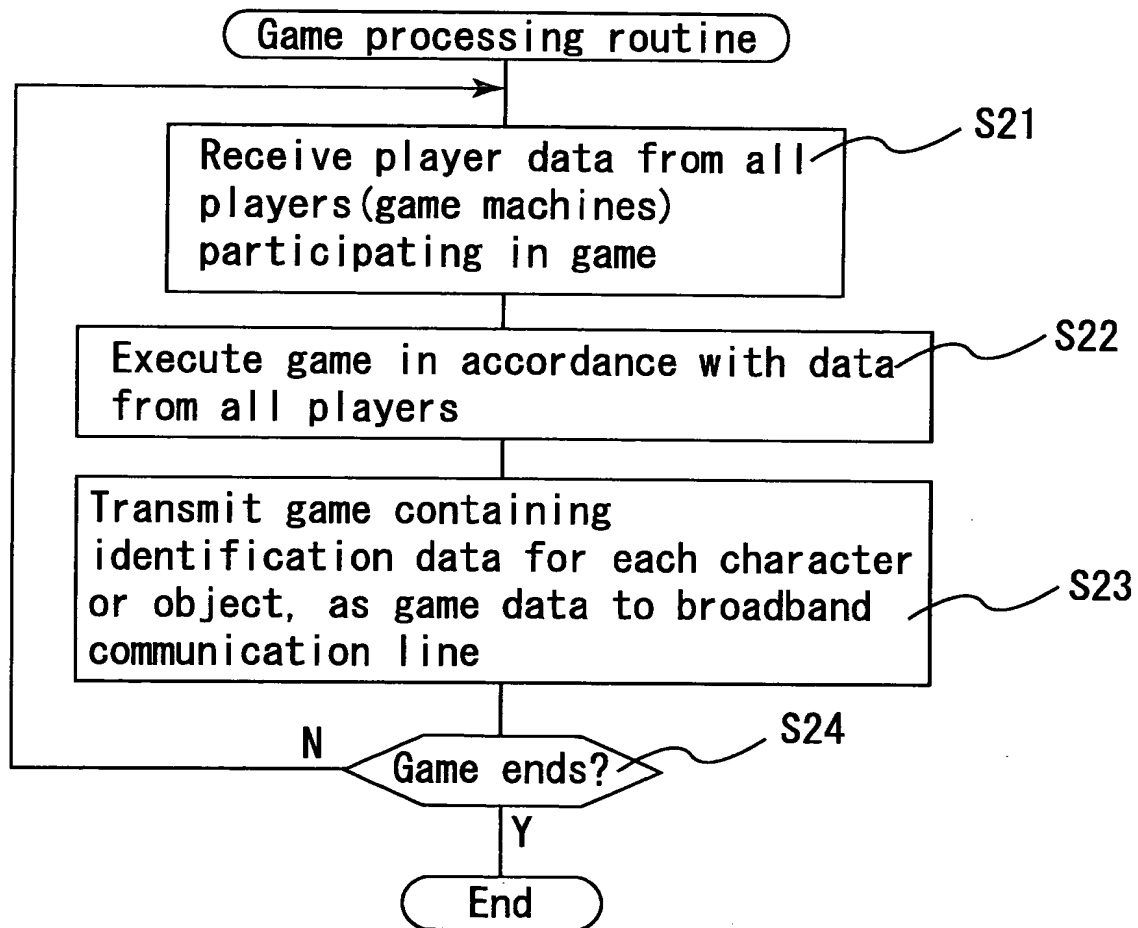 Game processing routine
S21
Receive player data from all
players(game machines)
participating in game
S22
Execute game in accordance with data
from all players
Transmit game containing
identification data for each character
or object, as game data to broadband
communication line
S23
N
S24
Game ends?
Y
End